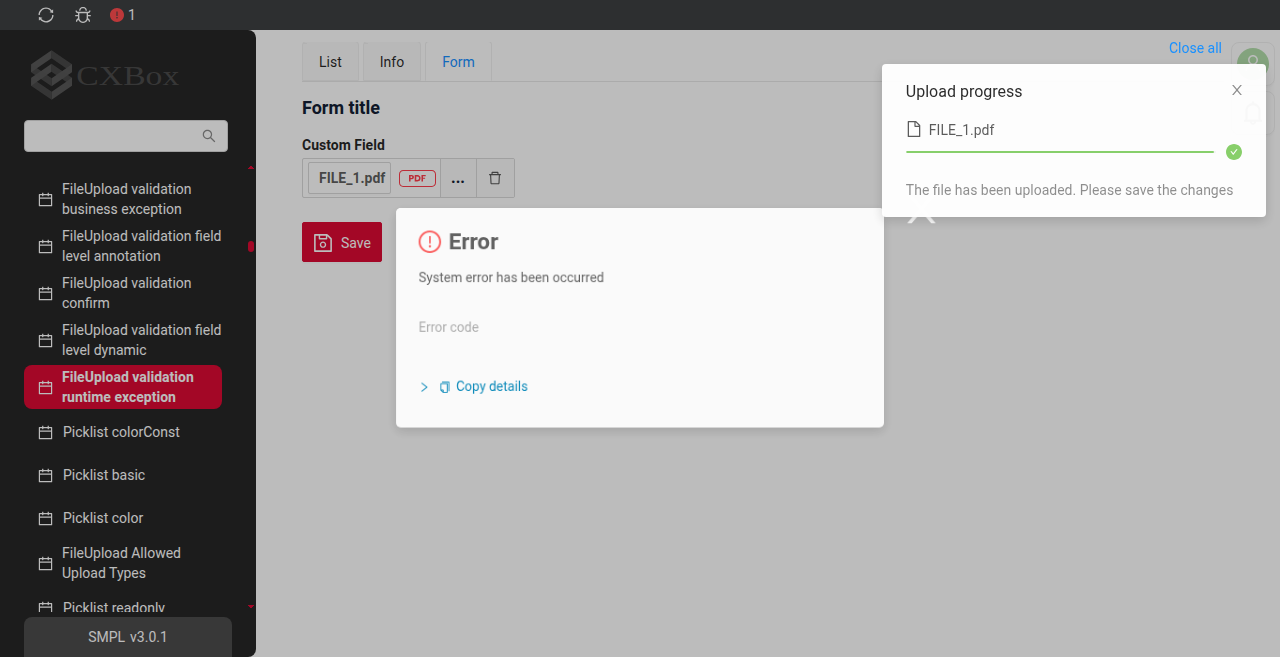 1
CXBox
FileUpload validation
business exception
FileUpload validation field
level annotation
FileUpload validation
confirm
FileUpload validation field
level dynamic
FileUpload validation
runtime exception
Picklist colorConst
Picklist basic
Picklist color
FileUpload Allowed
Upload Types
Picklist readonly
SMPL v3.0.1
List Info Form
Form title
Custom Field
FILE_1.pdf PDF ...
Save
Error
System error has been occurred
Error code
Copy details
Close all
Upload progress
FILE_1.pdf
The file has been uploaded. Please save the changes